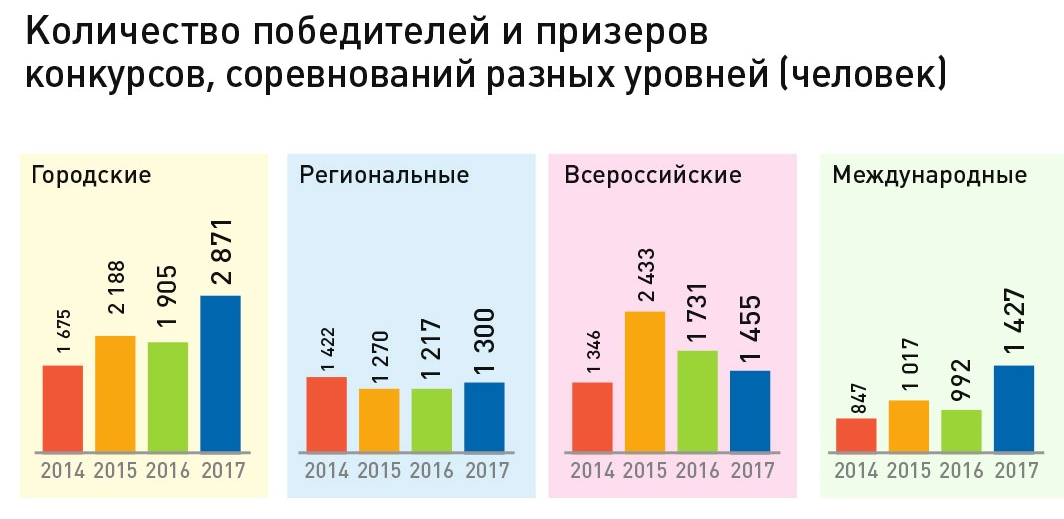 Количество победителей и призеров
конкурсов, соревнований разных уровней (человек)
Городские
1 675
2 188
1 905
2 871
2014 2015 2016 2017
Региональные
1 422
1 270
1 217
1 300
2014 2015 2016 2017
Всероссийские
1 346
2 433
1 731
1 455
2014 2015 2016 2017
Международные
847
1 017
992
1 427
2014 2015 2016 2017